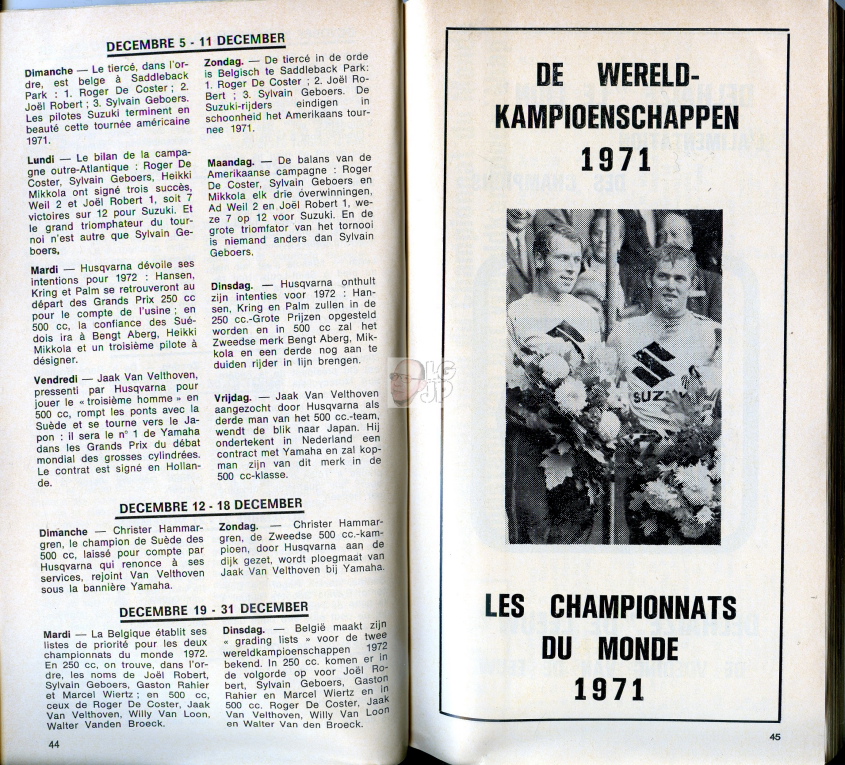 DECEMBRE 5 - 11 DECEMBER
Dimanche — Le tiercé, dans l'or-
dre, est belge à Saddleback
Park : 1. Roger De Coster ; 2.
Joël Robert ; 3. Sylvain Geboers.
Les pilotes Suzuki terminent en
beauté cette tournée américaine
1971.
Lundi — Le bilan de la campa-
gne outre-Atlantique : Roger De
Coster, Sylvain Geboers, Heikki
Mikkola ont signé trois succès,
Weil 2 et Joël Robert 1, soit 7
victoires sur 12 pour Suzuki. Et
le grand triomphateur du tour-
noi n'est autre que Sylvain Ge-
boers,
Mardi — Husqvarna dévoile ses
intentions pour 1972 : Hansen,
Kring et Palm se retrouveront au
départ des Grands Prix 250 cc
pour le compte de l'usine ; en
500 cc, la confiance des Sué-
dois ira à Bengt Aberg, Heikki
Mikkola et un troisième pilote à
désigner.
Vendredi — Jaak Van Velthoven,
pressenti par Husqvarna pour
jouer le « troisième homme » en
500 cc, rompt les ponts avec la
Suède et se tourne vers le Ja-
pon : il sera le n° 1 de Yamaha
dans les Grands Prix du débat
mondial des grosses cylindrées.
Le contrat est signé en Hollan-
de.
Zondag. — De tiercé in de orde
is Belgisch te Saddleback Park:
1. Roger De Coster ; 2. Joël Ro-
Bert ; 3. Sylvain Geboers. De
Suzuki-rijders eindigen in
schoonheid het Amerikaans tour-
nee 1971.
Maandag. — De balans van de
Amerikaanse campagne : Roger
De Coster, Sylvain Geboers en
Mikkola elk drie overwinningen,
Ad Weil 2 en Joël Robert 1, we-
ze 7 op 12 voor Suzuki. En de
grote triomfator van het tornooi
is niemand anders dan Sylvain
Geboers.
Dinsdag. — Husqvarna onthult
zijn intenties voor 1972 : Han-
sen, Kring en Palm zullen in de
250 cc.-Grote Prijzen opgesteld
worden en in 500 cc zal het
Zweedse merk Bengt Aberg, Mik-
kola en een derde nog aan te
duiden rijder in lijn brengen.
Vrijdag. — Jaak Van Velthoven
aangezocht door Husqvarna als
derde man van het 500 cc.-team,
wendt de blik naar Japan. Hij
ondertekent in Nederland een
contract met Yamaha en zal kop-
man zijn van dit merk in de
500 cc-klasse.
DECEMBRE 12 - 18 DECEMBER
Dimanche — Christer Hammar-
gren, le champion de Suède des
500 cc, laissé pour compte par
Husqvarna qui renonce à ses
services, rejoint Van Velthoven
sous la bannière Yamaha.
Zondag. — Christer Hammar-
gren, de Zweedse 500 cc.-kam-
pioen, door Husqvarna aan de
dijk gezet, wordt ploegmaat van
Jaak Van Velthoven bij Yamaha.
DECEMBRE 19 - 31 DECEMBER
Mardi — La Belgique établit ses
listes de priorité pour les deux
championnats du monde 1972.
En 250 cc, on trouve, dans l'or-
dre, les noms de Joël Robert,
Sylvain Geboers, Gaston Rahier
et Marcel Wiertz ; en 500 cc,
ceux de Roger De Coster, Jaak
Van Velthoven, Willy Van Loon,
Walter Vanden Broeck.
Dinsdag. — België maakt zijn
« grading lists » voor de twee
wereldkampioenschappen 1972
bekend. In 250 cc. komen er in
de volgorde op voor Joël Ro-
bert, Sylvain Geboers, Gaston
Rahier en Marcel Wiertz en in
500 cc. Roger De Coster, Jaak
Van Velthoven, Willy Van Loon
en Walter Van den Broeck.
44
LG
JP
DE WERELD-
KAMPIOENSCHAPPEN
1971
SUZUKI
LES CHAMPIONNATS
DU MONDE
1971
45